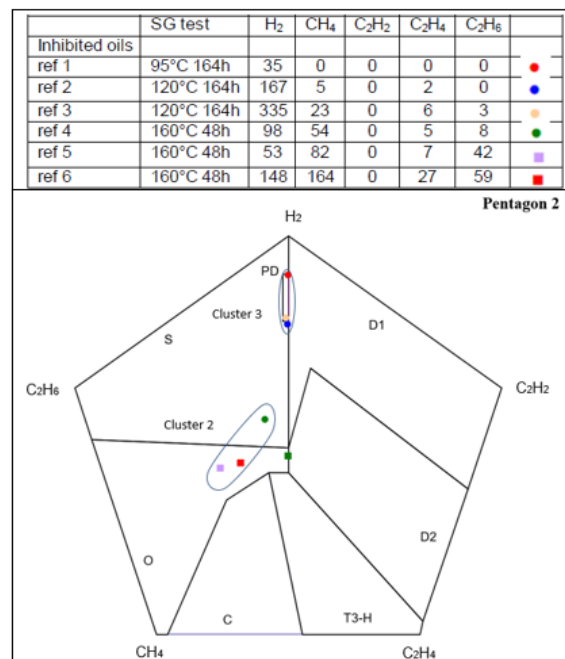 SG test H2 CH4 C2H2 C2H4 C2H6
Inhibited oils
ref 1 95°C 164h 35 0 0 0 0
ref 2 120°C 164h 167 5 0 2 0
ref 3 120°C 164h 335 23 0 6 3
ref 4 160°C 48h 98 54 0 5 8
ref 5 160°C 48h 53 82 0 7 42
ref 6 160°C 48h 148 164 0 27 59
Pentagon 2
H2
PD
Cluster 3
D1
S
C2H6
C2H2
Cluster 2
D2
O
C
T3-H
CH4
C2H4